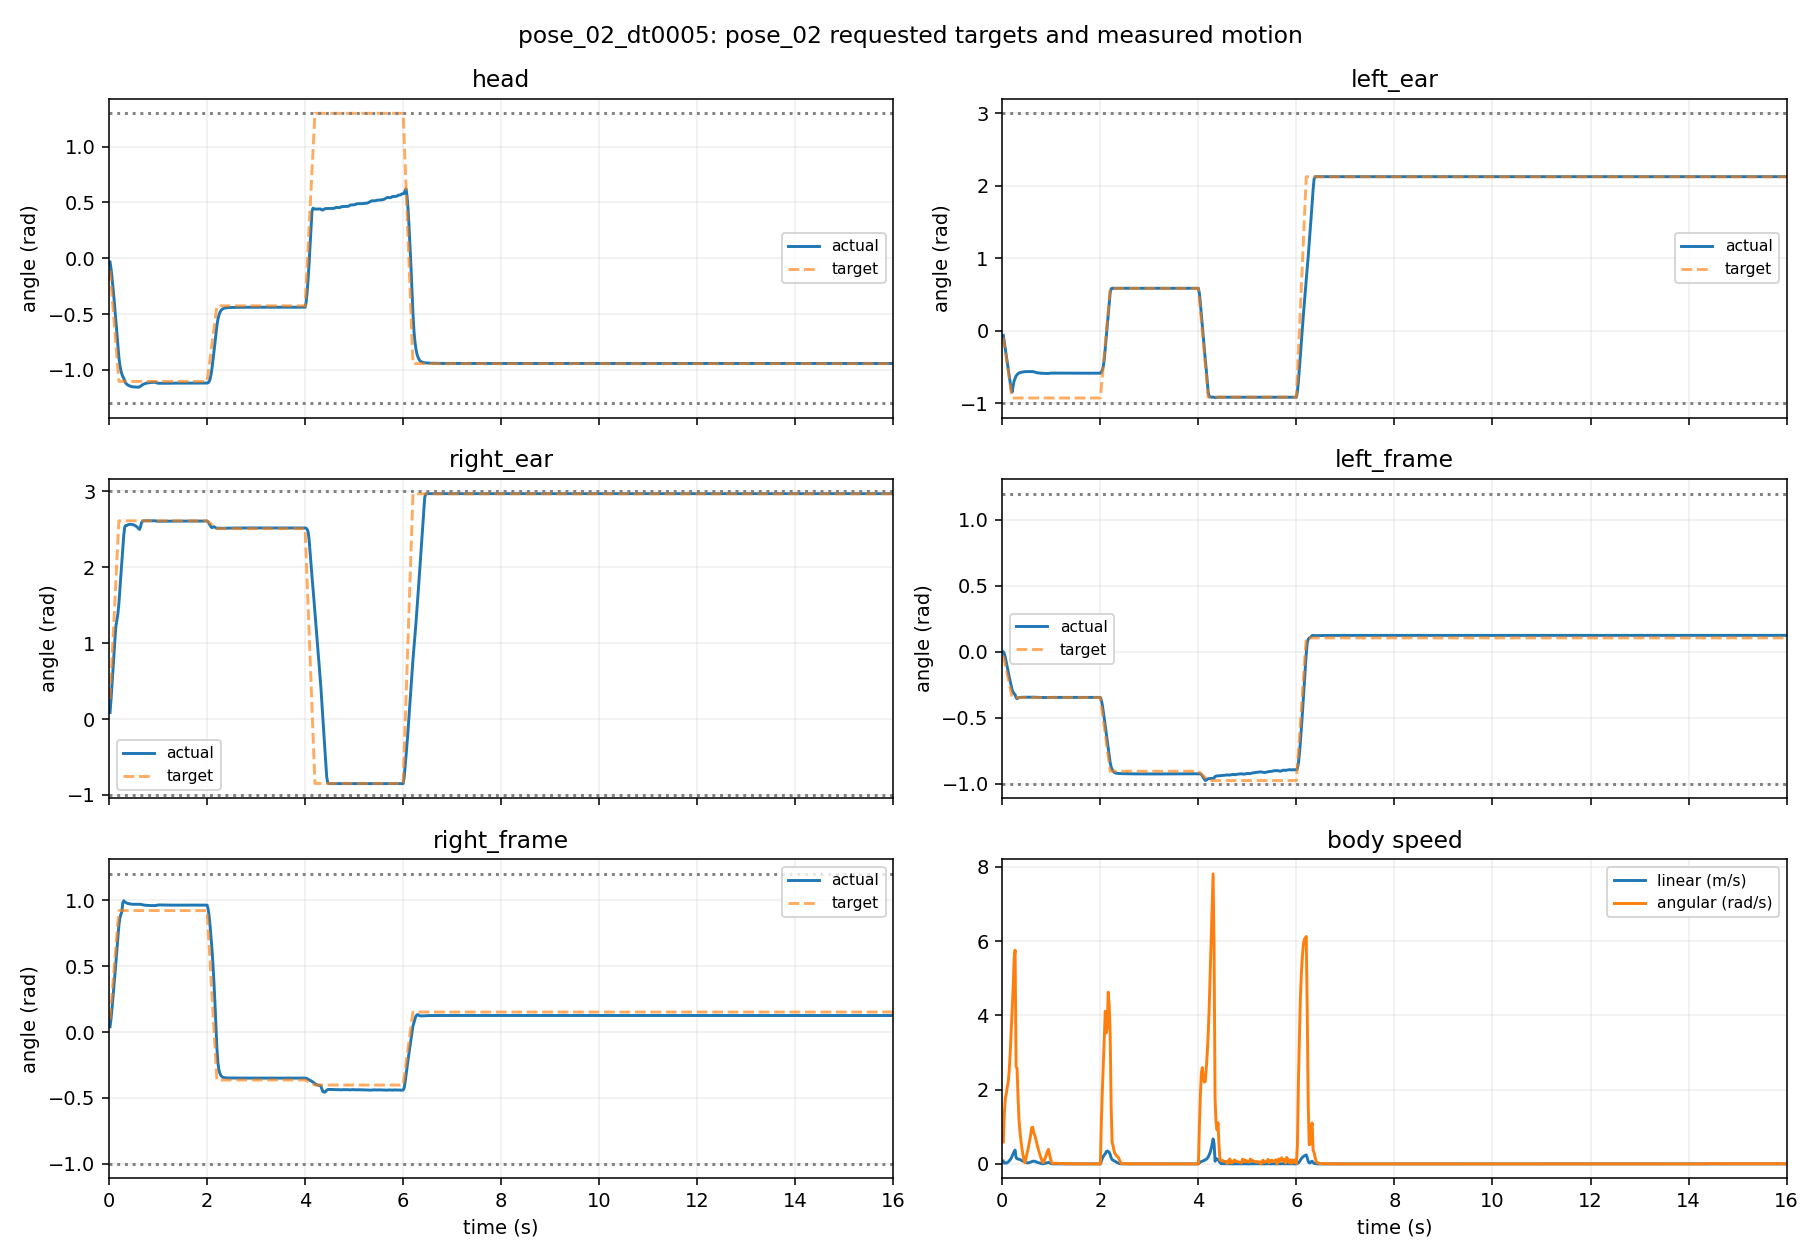 pose_02_dt0005: pose_02 requested targets and measured motion
head
1.0
0.5
0.0
−0.5
−1.0
angle (rad)
actual
target
left_ear
3
2
1
0
−1
angle (rad)
actual
target
right_ear
3
2
1
0
−1
angle (rad)
actual
target
left_frame
1.0
0.5
0.0
−0.5
−1.0
angle (rad)
actual
target
right_frame
1.0
0.5
0.0
−0.5
−1.0
angle (rad)
actual
target
0 2 4 6 8 10 12 14 16
time (s)
body speed
8
6
4
2
0
linear (m/s)
angular (rad/s)
0 2 4 6 8 10 12 14 16
time (s)